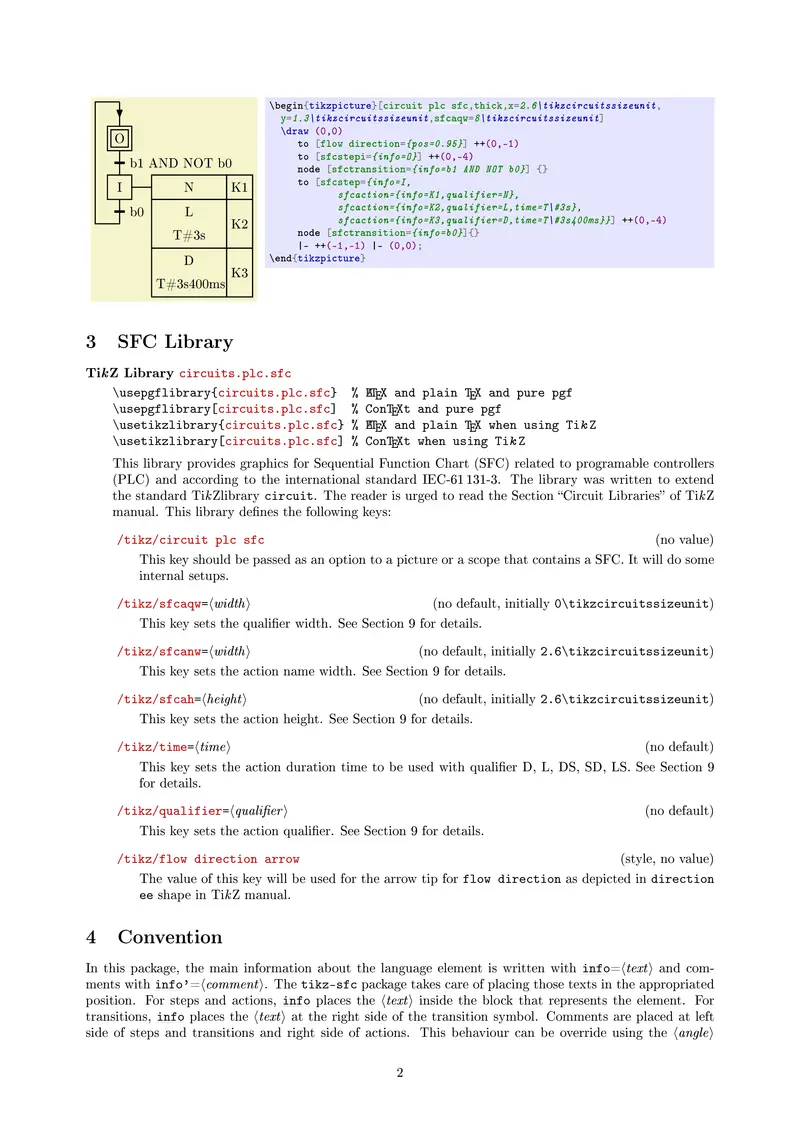 O
b1 AND NOT b0
I
N
K1
b0
L
T#3s
K2
D
T#3s400ms
K3
\begin{tikzpicture}[circuit plc sfc,thick,x=2.6\tikzcircuitssizeunit,
y=1.3\tikzcircuitssizeunit,sfcaqw=8\tikzcircuitssizeunit]
\draw (0,0)
to [flow direction={pos=0.95}] ++(0,-1)
to [sfcstepi={info=O}] ++(0,-4)
node [sfctransition={info=b1 AND NOT b0}] {}
to [sfcstep={info=I,
sfcaction={info=K1,qualifier=N},
sfcaction={info=K2,qualifier=L,time=T\#3s},
sfcaction={info=K3,qualifier=D,time=T\#3s400ms}}] ++(0,-4)
node [sfctransition={info=b0}]{}
|- ++(-1,-1) |- (0,0);
\end{tikzpicture}
3 SFC Library
TikZ Library circuits.plc.sfc
\usepgflibrary{circuits.plc.sfc} % LATEX and plain TEX and pure pgf
\usepgflibrary[circuits.plc.sfc] % ConTEXt and pure pgf
\usetikzlibrary{circuits.plc.sfc} % LATEX and plain TEX when using TikZ
\usetikzlibrary[circuits.plc.sfc] % ConTEXt when using TikZ
This library provides graphics for Sequential Function Chart (SFC) related to programable controllers
(PLC) and according to the international standard IEC-61 131-3. The library was written to extend
the standard TikZlibrary circuit. The reader is urged to read the Section “Circuit Libraries” of TikZ
manual. This library defines the following keys:
/tikz/circuit plc sfc (no value)
This key should be passed as an option to a picture or a scope that contains a SFC. It will do some
internal setups.
/tikz/sfcaqw=⟨width⟩ (no default, initially 0\tikzcircuitssizeunit)
This key sets the qualifier width. See Section 9 for details.
/tikz/sfcanw=⟨width⟩ (no default, initially 2.6\tikzcircuitssizeunit)
This key sets the action name width. See Section 9 for details.
/tikz/sfcah=⟨height⟩ (no default, initially 2.6\tikzcircuitssizeunit)
This key sets the action height. See Section 9 for details.
/tikz/time=⟨time⟩ (no default)
This key sets the action duration time to be used with qualifier D, L, DS, SD, LS. See Section 9
for details.
/tikz/qualifier=⟨qualifier⟩ (no default)
This key sets the action qualifier. See Section 9 for details.
/tikz/flow direction arrow (style, no value)
The value of this key will be used for the arrow tip for flow direction as depicted in direction
ee shape in TikZ manual.
4 Convention
In this package, the main information about the language element is written with info=⟨text⟩ and com-
ments with info'=⟨comment⟩. The tikz-sfc package takes care of placing those texts in the appropriated
position. For steps and actions, info places the ⟨text⟩ inside the block that represents the element. For
transitions, info places the ⟨text⟩ at the right side of the transition symbol. Comments are placed at left
side of steps and transitions and right side of actions. This behaviour can be override using the ⟨angle⟩
2